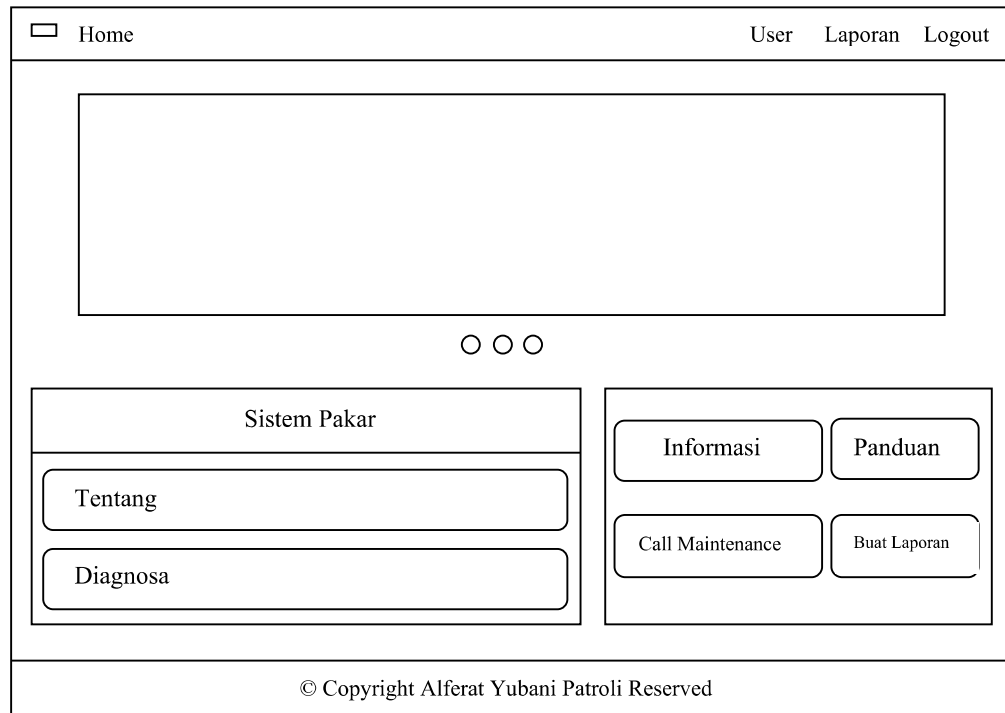 Home
User
Laporan
Logout
Sistem Pakar
Tentang
Diagnosa
Informasi
Panduan
Call Maintenance
Buat Laporan
© Copyright Alferat Yubani Patroli Reserved